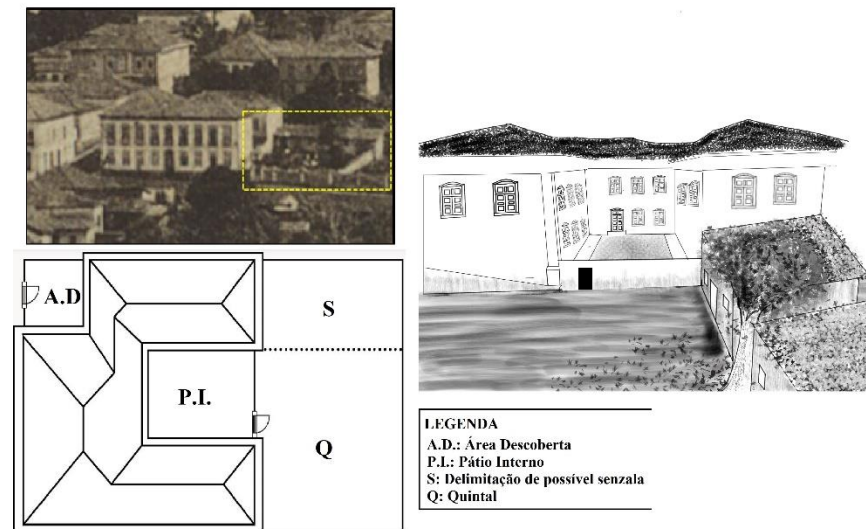 A.D
S
P.I.
Q
LEGENDA
A.D.: Área Descoberta
P.I.: Pátio Interno
S: Delimitação de possível senzala
Q: Quintal